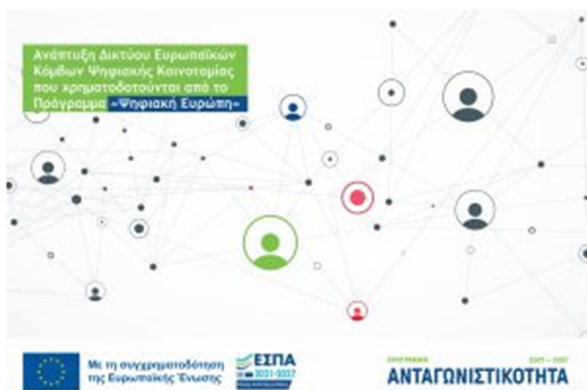 Ανάπτυξη Δικτύου Ευρωπαϊκών
Κόμβων Ψηφιακής Καινοτομίας
που χρηματοδοτούνται από το
Πρόγραμμα «Ψηφιακή Ευρώπη»
Με τη συγχρηματοδότηση
της Ευρωπαϊκής Ένωσης
ΕΣΠΑ
2021-2027
ΠΡΟΓΡΑΜΜΑ 2021 – 2027
ΑΝΤΑΓΩΝΙΣΤΙΚΟΤΗΤΑ